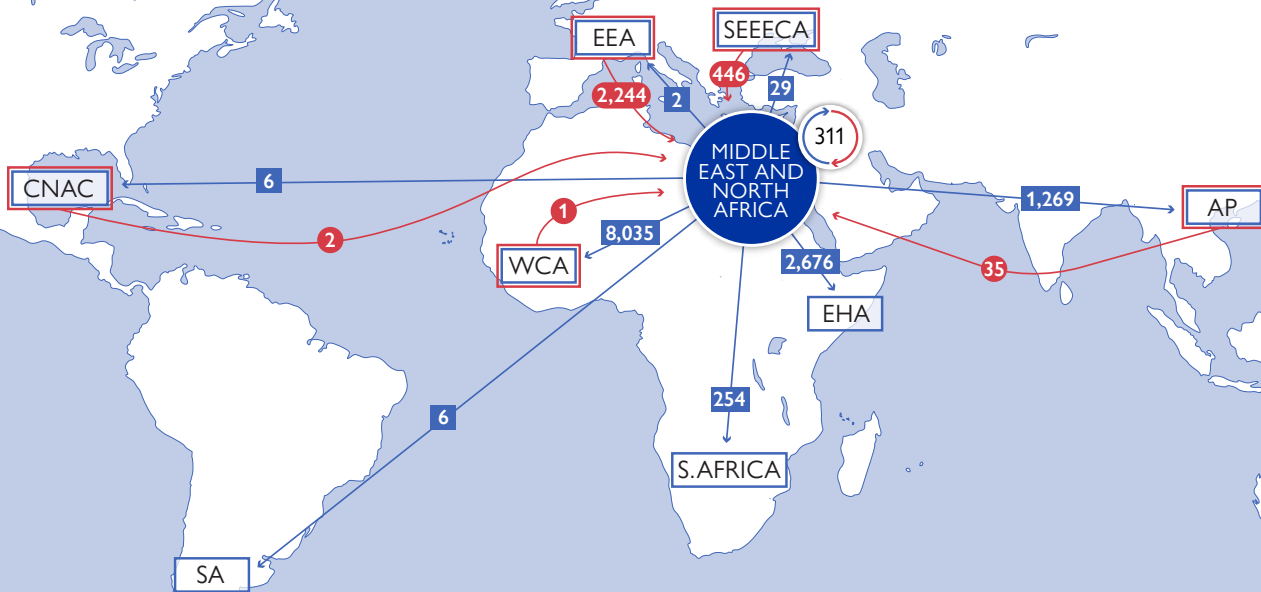 EEA
SEEECA
446
2,244
2
29
311
MIDDLE
EAST AND
NORTH
AFRICA
CNAC
6
1,269
AP
1
2
8,035
WCA
2,676
35
EHA
254
6
S.AFRICA
SA